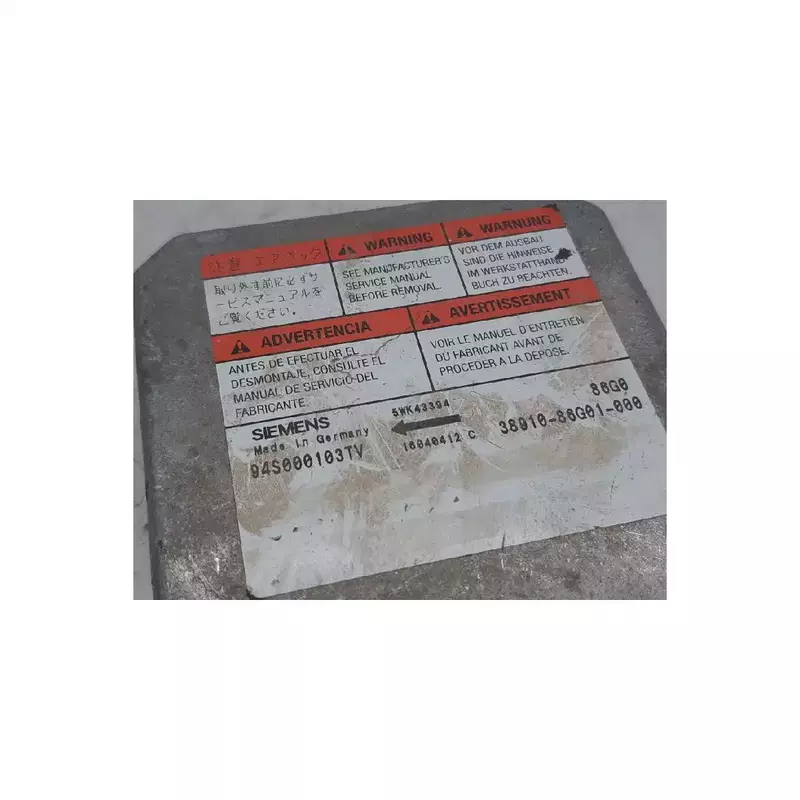 注意 エアバッグ
取り外す前に必ずサ
ービスマニュアルを
ご覧ください。
WARNING
SEE MANUFACTURER'S
SERVICE MANUAL
BEFORE REMOVAL.
WARNUNG
VOR DEM AUSBAU
SIND DIE HINWEISE
IM WERKSTATTHAND
BUCH ZU BEACHTEN.
ADVERTENCIA
ANTES DE EFECTUAR EL
DESMONTAJE, CONSULTE EL
MANUAL DE SERVICIO DEL
FABRICANTE.
AVERTISSEMENT
VOIR LE MANUEL D'ENTRETIEN
DU FABRICANT AVANT DE
PROCEDER A LA DEPOSE.
SIEMENS
Made in Germany
94S000103TV
5WK43394
16040412 C
86G0
38910-86G01-000